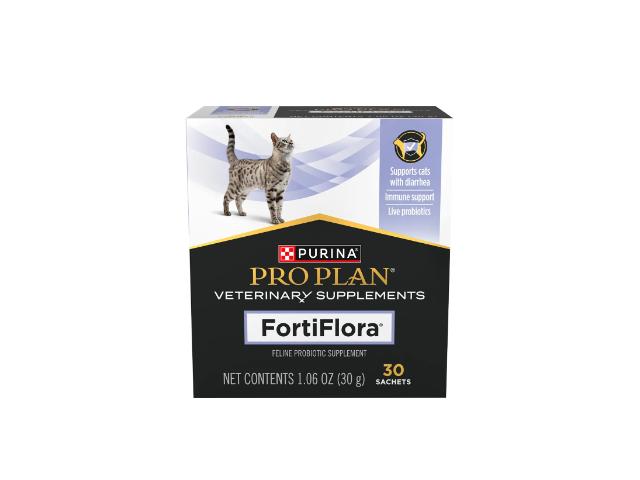 Supports cats
with diarrhea
Immune support
Live probiotics
PURINA®
PRO PLAN®
VETERINARY SUPPLEMENTS
FortiFlora®
FELINE PROBIOTIC SUPPLEMENT
NET CONTENTS 1.06 OZ (30 g)
30
SACHETS